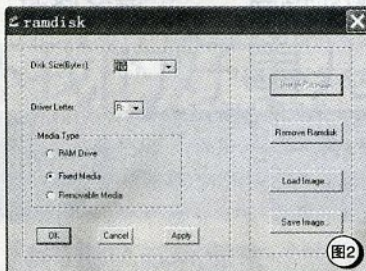 ramdisk
Disk Size(Bytes):
Driver Letter:
R:
Media Type
RAM Drive
Fixed Media
Removable Media
OK
Cancel
Apply
Remove Ramdisk
Load Image
Save Image
图2